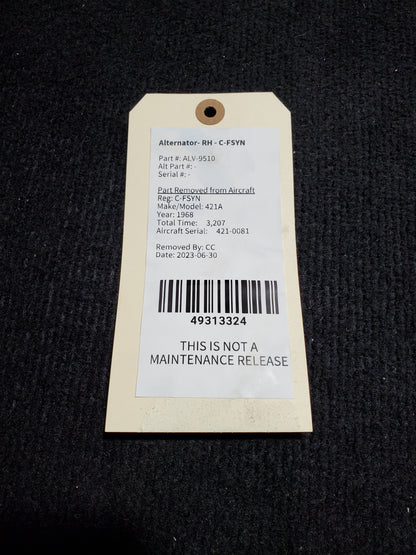 Alternator- RH - C-FSYN
Part #: ALV-9510
Alt Part #: -
Serial #: -
Part Removed from Aircraft
Reg: C-FSYN
Make/Model: 421A
Year: 1968
Total Time: 3,207
Aircraft Serial: 421-0081
Removed By: CC
Date: 2023-06-30
49313324
THIS IS NOT A
MAINTENANCE RELEASE